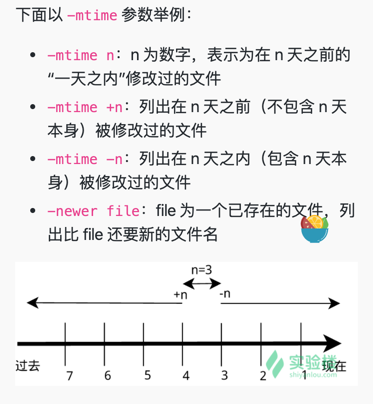 下面以 -mtime 参数举例：
-mtime n：n 为数字，表示为在 n 天之前的
“一天之内”修改过的文件
-mtime +n：列出在 n 天之前（不包含 n 天
本身）被修改过的文件
-mtime -n：列出在 n 天之内（包含 n 天本
身）被修改过的文件
-newer file：file 为一个已存在的文件，列
出比 file 还要新的文件名
n=3
+n
-n
过去
7
6
5
4
3
2
1
现在
实验楼
shiyanlou.com